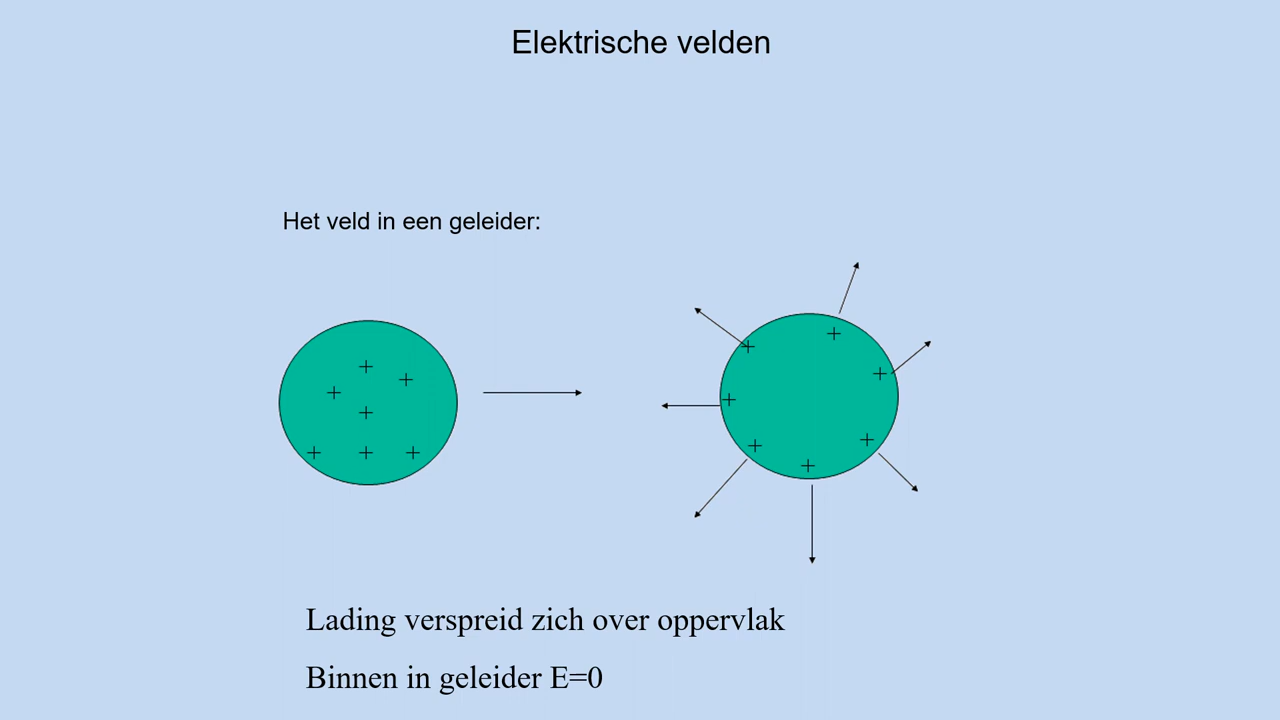 Elektrische velden
Het veld in een geleider:
Lading verspreid zich over oppervlak
Binnen in geleider E=0